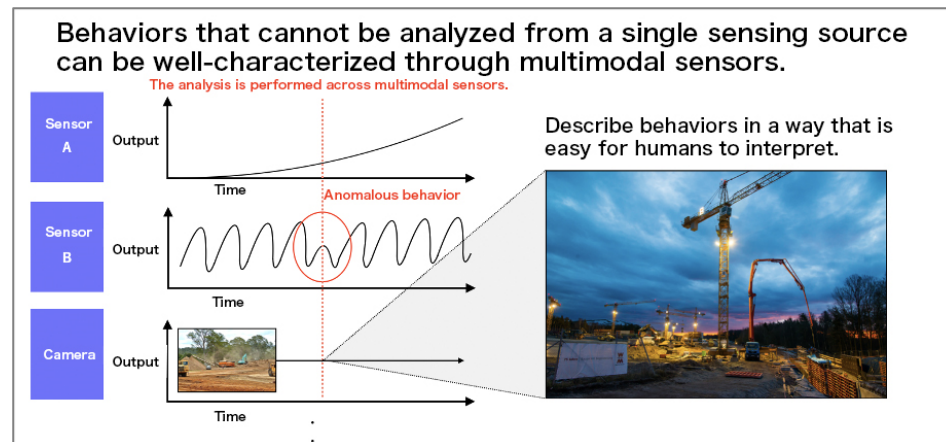 Behaviors that cannot be analyzed from a single sensing source
can be well-characterized through multimodal sensors.
The analysis is performed across multimodal sensors.
Sensor
A
Output
Time
Describe behaviors in a way that is
easy for humans to interpret.
Anomalous behavior
Sensor
B
Output
Time
Camera
Output
Time